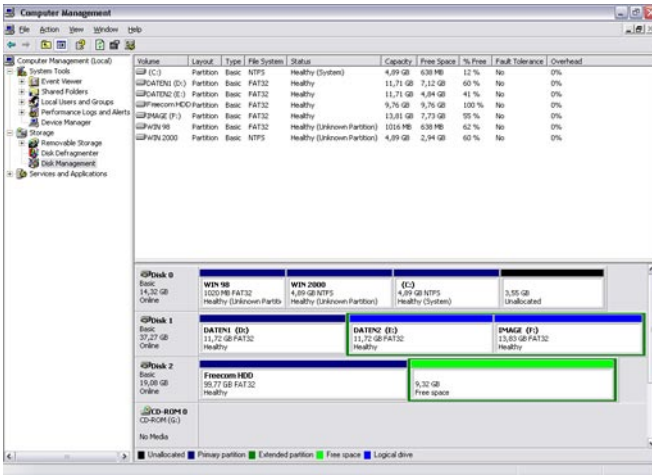 Computer Management
File Action View Window Help
Computer Management (Local)
System Tools
Event Viewer
Shared Folders
Local Users and Groups
Performance Logs and Alerts
Device Manager
Storage
Removable Storage
Disk Defragmenter
Disk Management
Services and Applications
Volume Layout Type File System Status Capacity Free Space % Free Fault Tolerance Overhead
(C:) Partition Basic NTFS Healthy (System) 4,89 GB 638 MB 12 % No 0%
DATEN1 (D:) Partition Basic FAT32 Healthy 11,71 GB 7,12 GB 60 % No 0%
DATEN2 (E:) Partition Basic FAT32 Healthy 11,71 GB 4,84 GB 41 % No 0%
Freecom HDD Partition Basic FAT32 Healthy 9,76 GB 9,76 GB 100 % No 0%
IMAGE (F:) Partition Basic FAT32 Healthy 13,81 GB 7,73 GB 55 % No 0%
WIN 98 Partition Basic FAT32 Healthy (Unknown Partition) 1016 MB 638 MB 62 % No 0%
WIN 2000 Partition Basic NTFS Healthy (Unknown Partition) 4,89 GB 2,94 GB 60 % No 0%
Disk 0
Basic
14,32 GB
Online
WIN 98
1020 MB FAT32
Healthy (Unknown Partitio
WIN 2000
4,89 GB NTFS
Healthy (Unknown Partition)
(C:)
4,89 GB NTFS
Healthy (System)
3,55 GB
Unallocated
Disk 1
Basic
37,27 GB
Online
DATEN1 (D:)
11,72 GB FAT32
Healthy
DATEN2 (E:)
11,72 GB FAT32
Healthy
IMAGE (F:)
13,83 GB FAT32
Healthy
Disk 2
Basic
19,08 GB
Online
Freecom HDD
99,77 GB FAT32
Healthy
9,32 GB
Free space
CD-ROM 0
CD-ROM (G:)
No Media
Unallocated Primary partition Extended partition Free space Logical drive